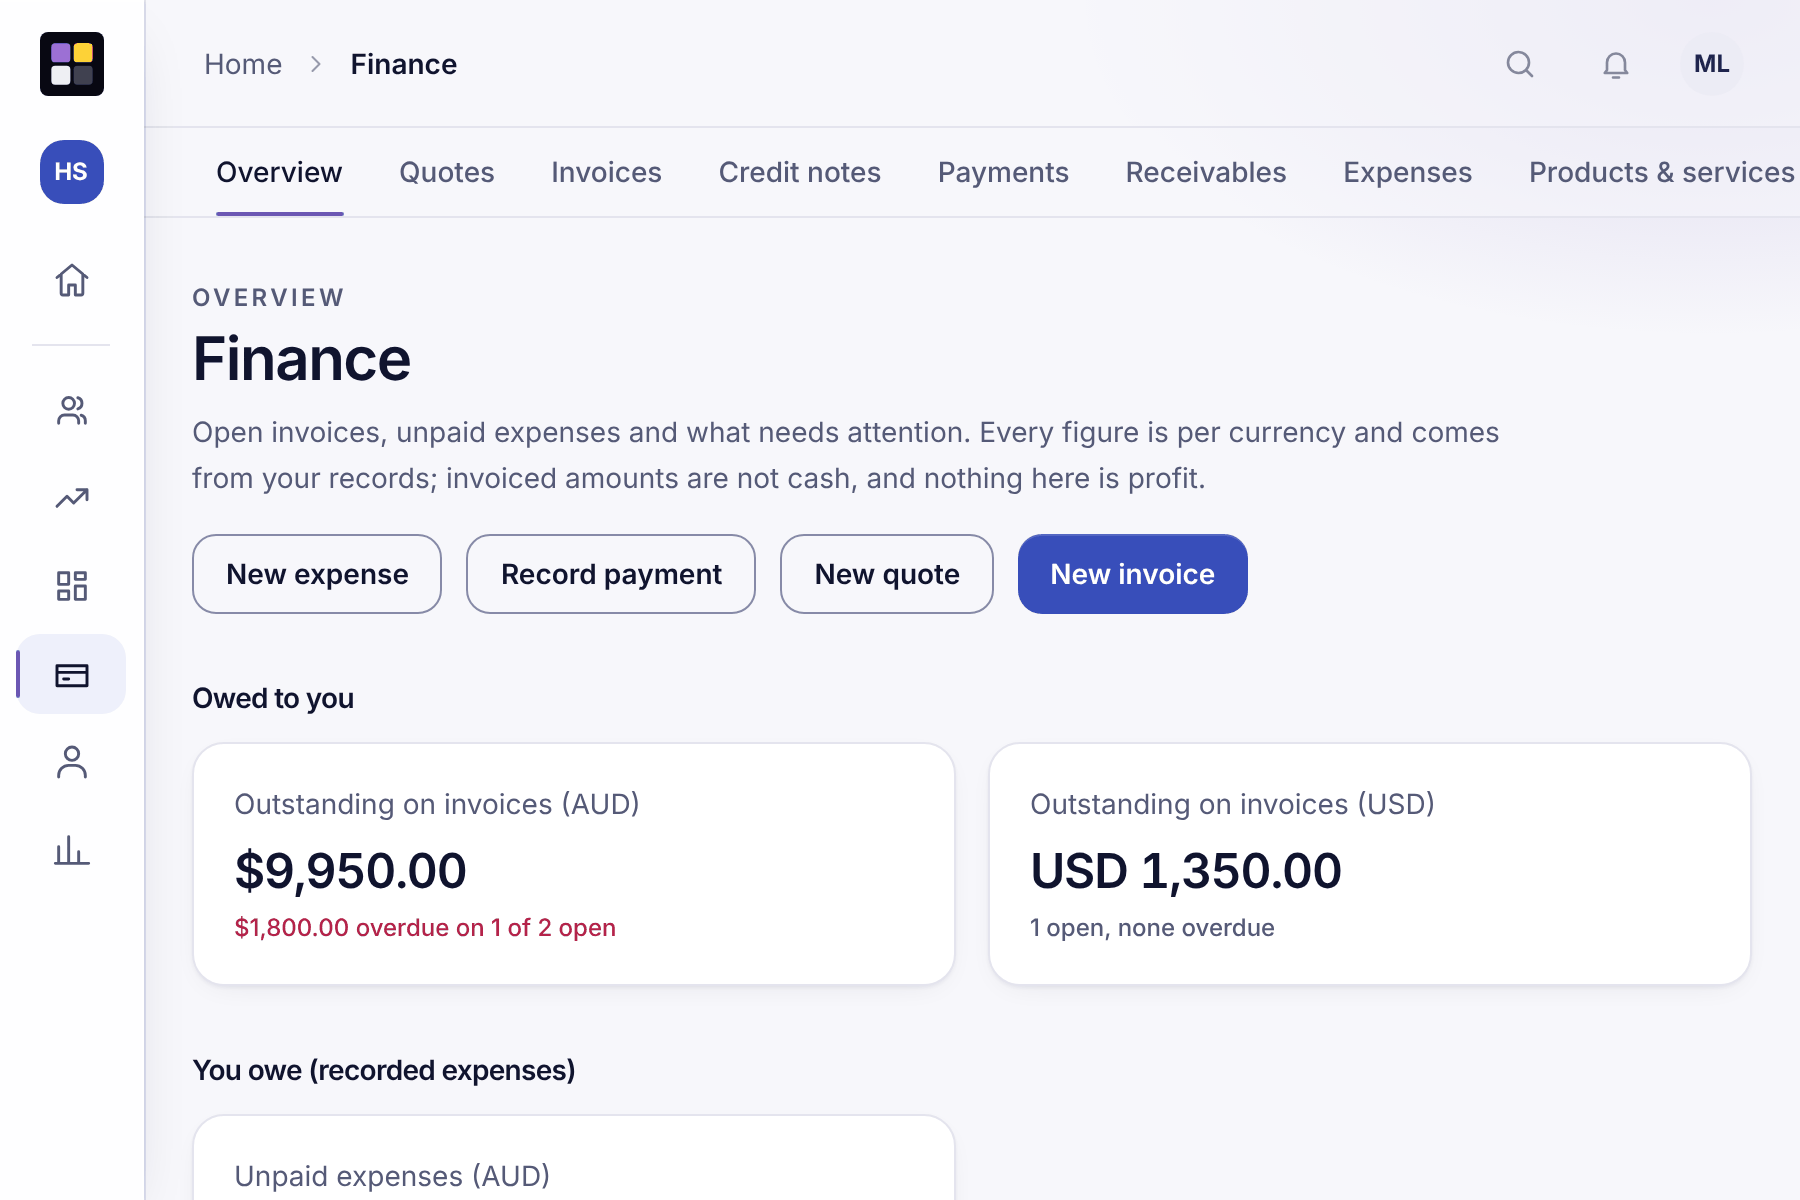 Home
Finance
ML
HS
Overview
Quotes
Invoices
Credit notes
Payments
Receivables
Expenses
Products & services
OVERVIEW
Finance
Open invoices, unpaid expenses and what needs attention. Every figure is per currency and comes
from your records; invoiced amounts are not cash, and nothing here is profit.
New expense
Record payment
New quote
New invoice
Owed to you
Outstanding on invoices (AUD)
$9,950.00
$1,800.00 overdue on 1 of 2 open
Outstanding on invoices (USD)
USD 1,350.00
1 open, none overdue
You owe (recorded expenses)
Unpaid expenses (AUD)